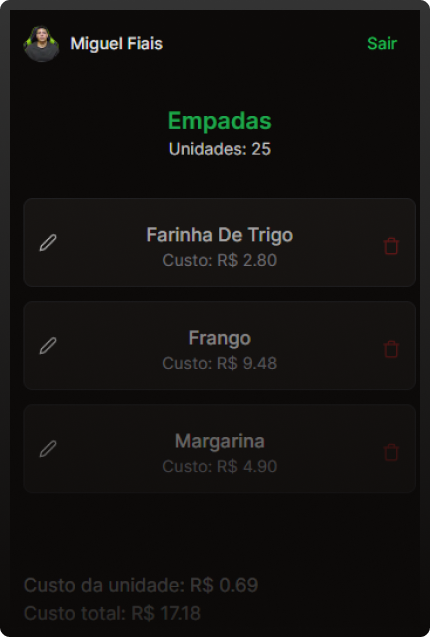 Miguel Fiais
Sair
Empadas
Unidades: 25
Farinha De Trigo
Custo: R$ 2.80
Frango
Custo: R$ 9.48
Margarina
Custo: R$ 4.90
Custo da unidade: R$ 0.69
Custo total: R$ 17.18